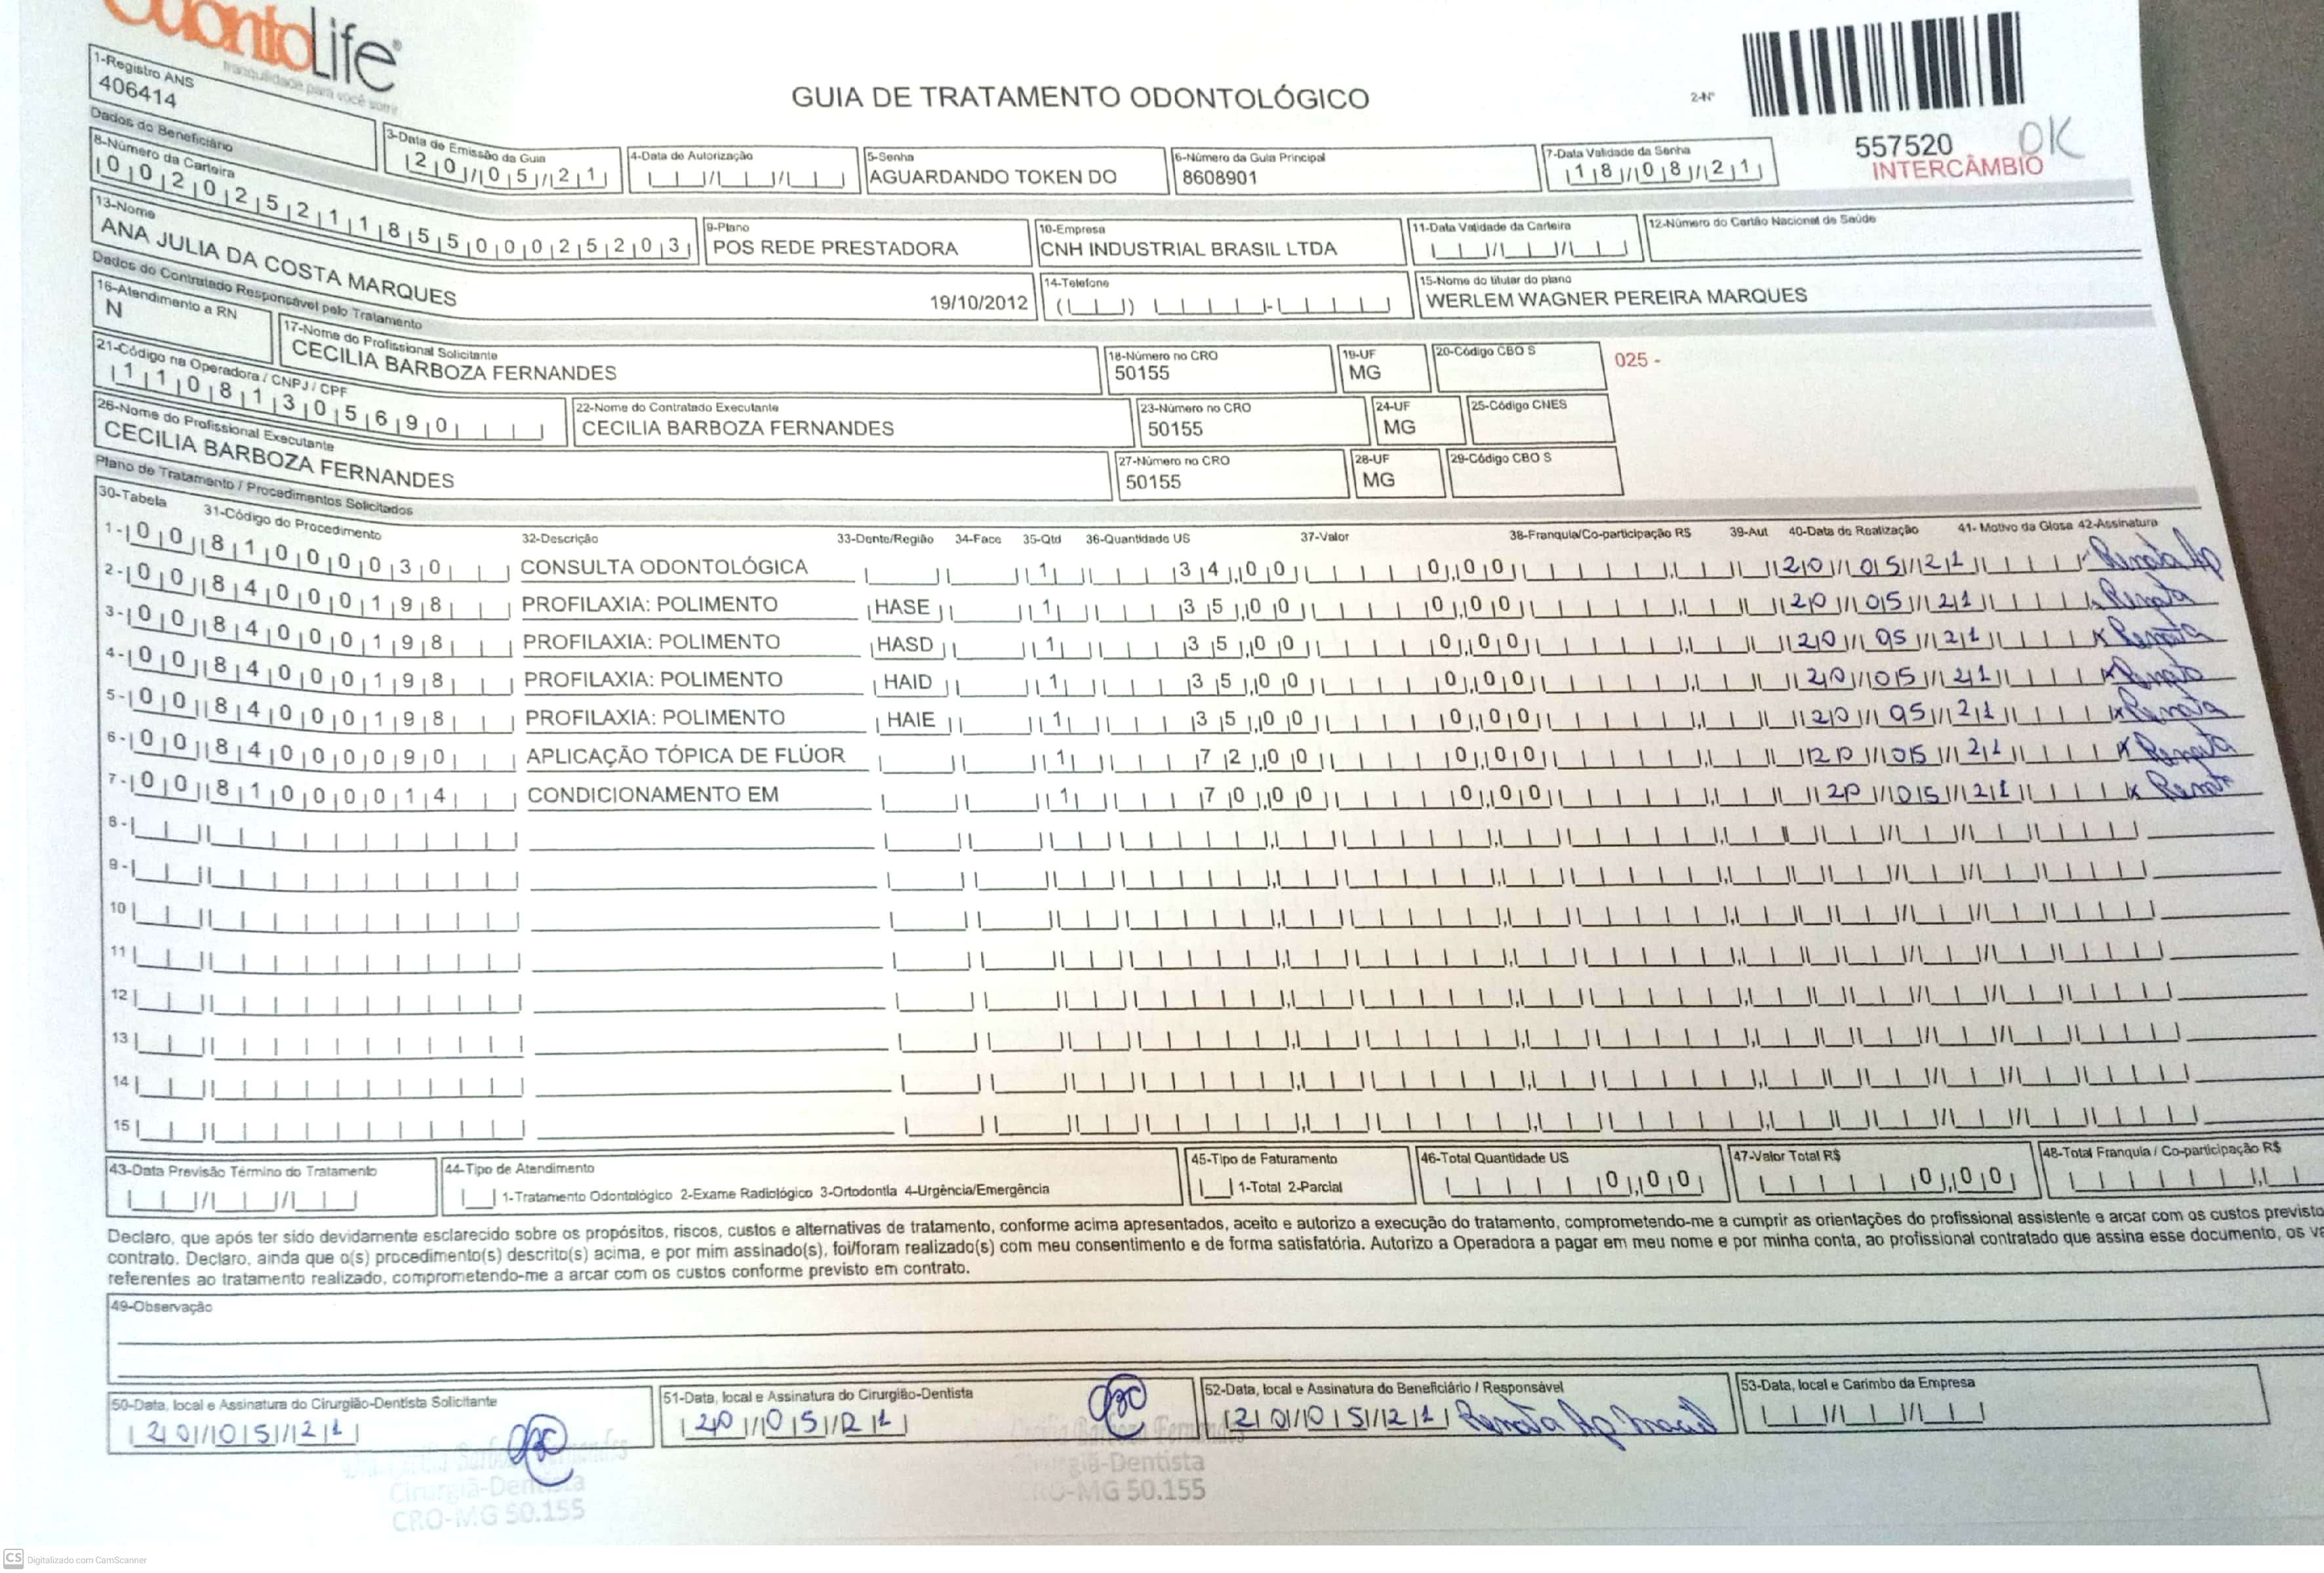 OdontoLife®
tranquilidade para você sorrir
GUIA DE TRATAMENTO ODONTOLÓGICO
2-Nº
557520 OK
INTERCÂMBIO
1-Registro ANS
406414
3-Data de Emissão da Guia
20/05/21
4-Data de Autorização
5-Senha
AGUARDANDO TOKEN DO
6-Número da Guia Principal
8608901
7-Data Validade da Senha
18/08/21
Dados do Beneficiário
8-Número da Carteira
00202521185500025203
9-Plano
POS REDE PRESTADORA
10-Empresa
CNH INDUSTRIAL BRASIL LTDA
11-Data Validade da Carteira
12-Número do Cartão Nacional de Saúde
13-Nome
ANA JULIA DA COSTA MARQUES
19/10/2012
14-Telefone
15-Nome do titular do plano
WERLEM WAGNER PEREIRA MARQUES
Dados do Contratado Responsável pelo Tratamento
16-Atendimento a RN
N
17-Nome do Profissional Solicitante
CECILIA BARBOZA FERNANDES
18-Número no CRO
50155
19-UF
MG
20-Código CBO S
025 -
21-Código na Operadora / CNPJ / CPF
11081305690
22-Nome do Contratado Executante
CECILIA BARBOZA FERNANDES
23-Número no CRO
50155
24-UF
MG
25-Código CNES
26-Nome do Profissional Executante
CECILIA BARBOZA FERNANDES
27-Número no CRO
50155
28-UF
MG
29-Código CBO S
Plano de Tratamento / Procedimentos Solicitados
30-Tabela 31-Código do Procedimento 32-Descrição 33-Dente/Região 34-Face 35-Qtd 36-Quantidade US 37-Valor 38-Franquia/Co-participação R$ 39-Aut 40-Data de Realização 41- Motivo da Glosa 42-Assinatura
1- 00 81000030 CONSULTA ODONTOLÓGICA 1 34,00 0,00 20/05/21 Renata Ap
2- 00 84000198 PROFILAXIA: POLIMENTO HASE 1 35,00 0,00 20/05/21 Renata
3- 00 84000198 PROFILAXIA: POLIMENTO HASD 1 35,00 0,00 20/05/21 Renata
4- 00 84000198 PROFILAXIA: POLIMENTO HAID 1 35,00 0,00 20/05/21 Renata
5- 00 84000198 PROFILAXIA: POLIMENTO HAIE 1 35,00 0,00 20/05/21 Renata
6- 00 84000090 APLICAÇÃO TÓPICA DE FLÚOR 1 72,00 0,00 20/05/21 Renata
7- 00 81000014 CONDICIONAMENTO EM 1 70,00 0,00 20/05/21 Renata
8-
9-
10
11
12
13
14
15
43-Data Previsão Término do Tratamento
44-Tipo de Atendimento
1-Tratamento Odontológico 2-Exame Radiológico 3-Ortodontia 4-Urgência/Emergência
45-Tipo de Faturamento
1-Total 2-Parcial
46-Total Quantidade US
0,00
47-Valor Total R$
0,00
48-Total Franquia / Co-participação R$
Declaro, que após ter sido devidamente esclarecido sobre os propósitos, riscos, custos e alternativas de tratamento, conforme acima apresentados, aceito e autorizo a execução do tratamento, comprometendo-me a cumprir as orientações do profissional assistente e arcar com os custos previsto
contrato. Declaro, ainda que o(s) procedimento(s) descrito(s) acima, e por mim assinado(s), foi/foram realizado(s) com meu consentimento e de forma satisfatória. Autorizo a Operadora a pagar em meu nome e por minha conta, ao profissional contratado que assina esse documento, os va
referentes ao tratamento realizado, comprometendo-me a arcar com os custos conforme previsto em contrato.
49-Observação
50-Data, local e Assinatura do Cirurgião-Dentista Solicitante
20/05/21
51-Data, local e Assinatura do Cirurgião-Dentista
20/05/21
52-Data, local e Assinatura do Beneficiário / Responsável
20/05/21 Renata Ap Maciel
53-Data, local e Carimbo da Empresa
Cirurgiã-Dentista
CRO-MG 50.155
Cecilia Barboza Fernandes
Cirurgiã-Dentista
CRO-MG 50.155
CS Digitalizado com CamScanner